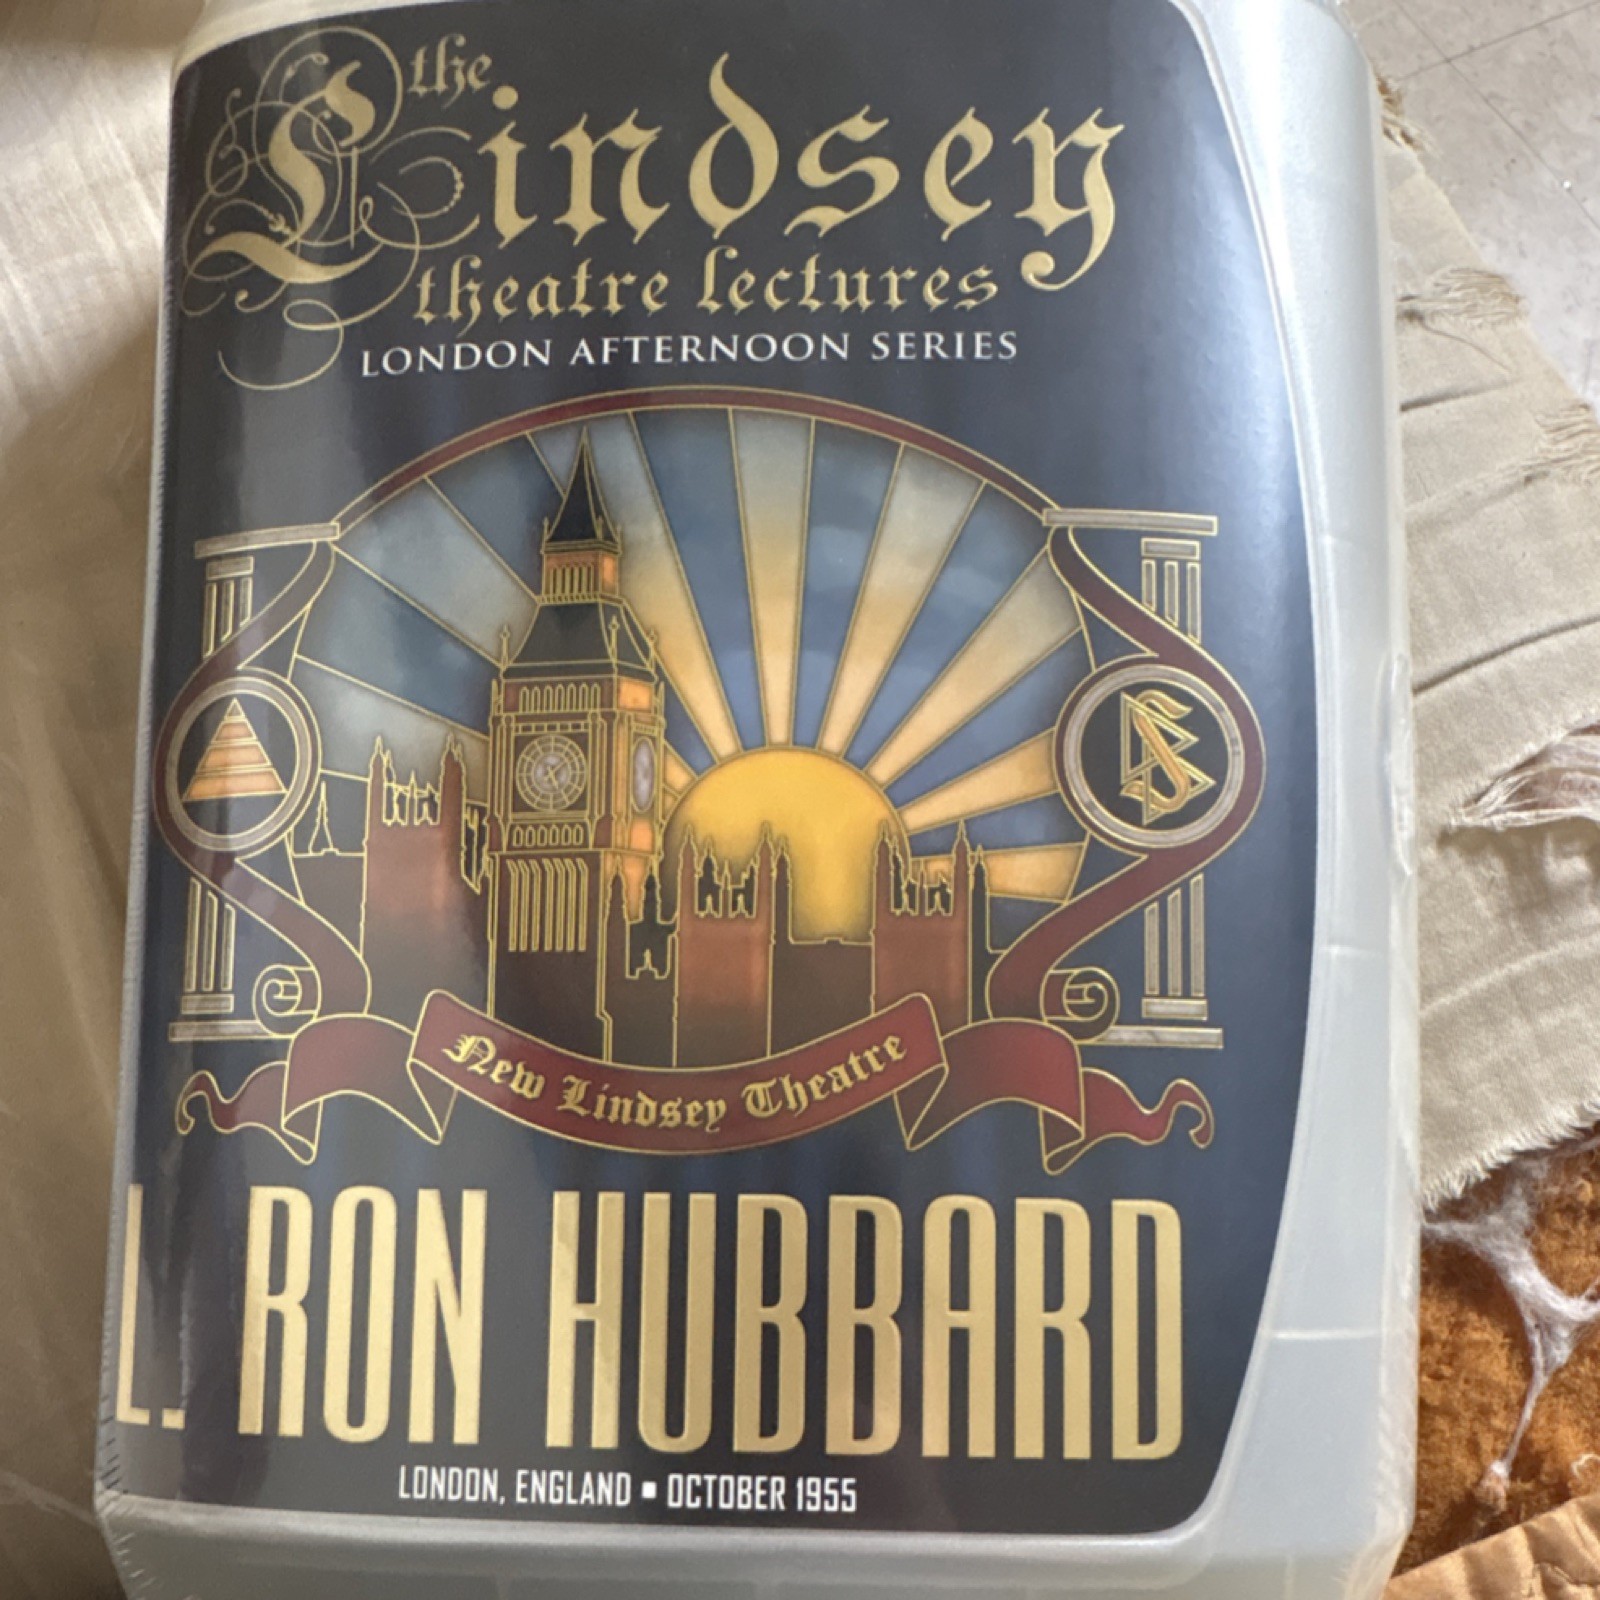 the
Lindsey
theatre lectures
LONDON AFTERNOON SERIES
New Lindsey Theatre
L. RON HUBBARD
LONDON, ENGLAND ▪ OCTOBER 1955